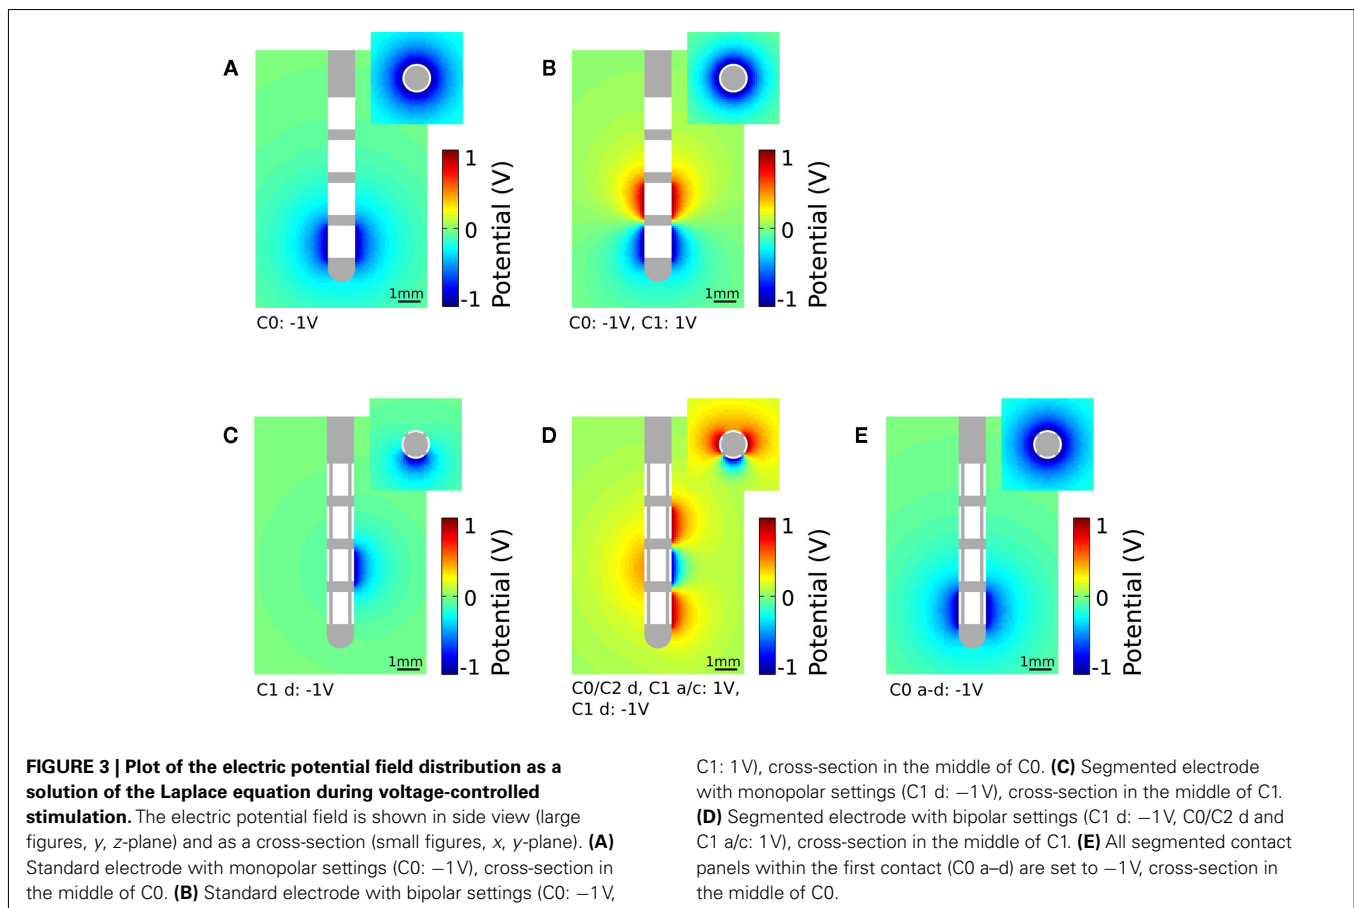 A
1
0
-1
Potential (V)
1mm
C0: -1V
B
1
0
-1
Potential (V)
1mm
C0: -1V, C1: 1V
C
1
0
-1
Potential (V)
1mm
C1 d: -1V
D
1
0
-1
Potential (V)
1mm
C0/C2 d, C1 a/c: 1V,
C1 d: -1V
E
1
0
-1
Potential (V)
1mm
C0 a-d: -1V
FIGURE 3 | Plot of the electric potential field distribution as a
solution of the Laplace equation during voltage-controlled
stimulation. The electric potential field is shown in side view (large
figures, y, z-plane) and as a cross-section (small figures, x, y-plane). (A)
Standard electrode with monopolar settings (C0: −1 V), cross-section in
the middle of C0. (B) Standard electrode with bipolar settings (C0: −1 V,
C1: 1 V), cross-section in the middle of C0. (C) Segmented electrode
with monopolar settings (C1 d: −1 V), cross-section in the middle of C1.
(D) Segmented electrode with bipolar settings (C1 d: −1 V, C0/C2 d and
C1 a/c: 1 V), cross-section in the middle of C1. (E) All segmented contact
panels within the first contact (C0 a–d) are set to −1 V, cross-section in
the middle of C0.